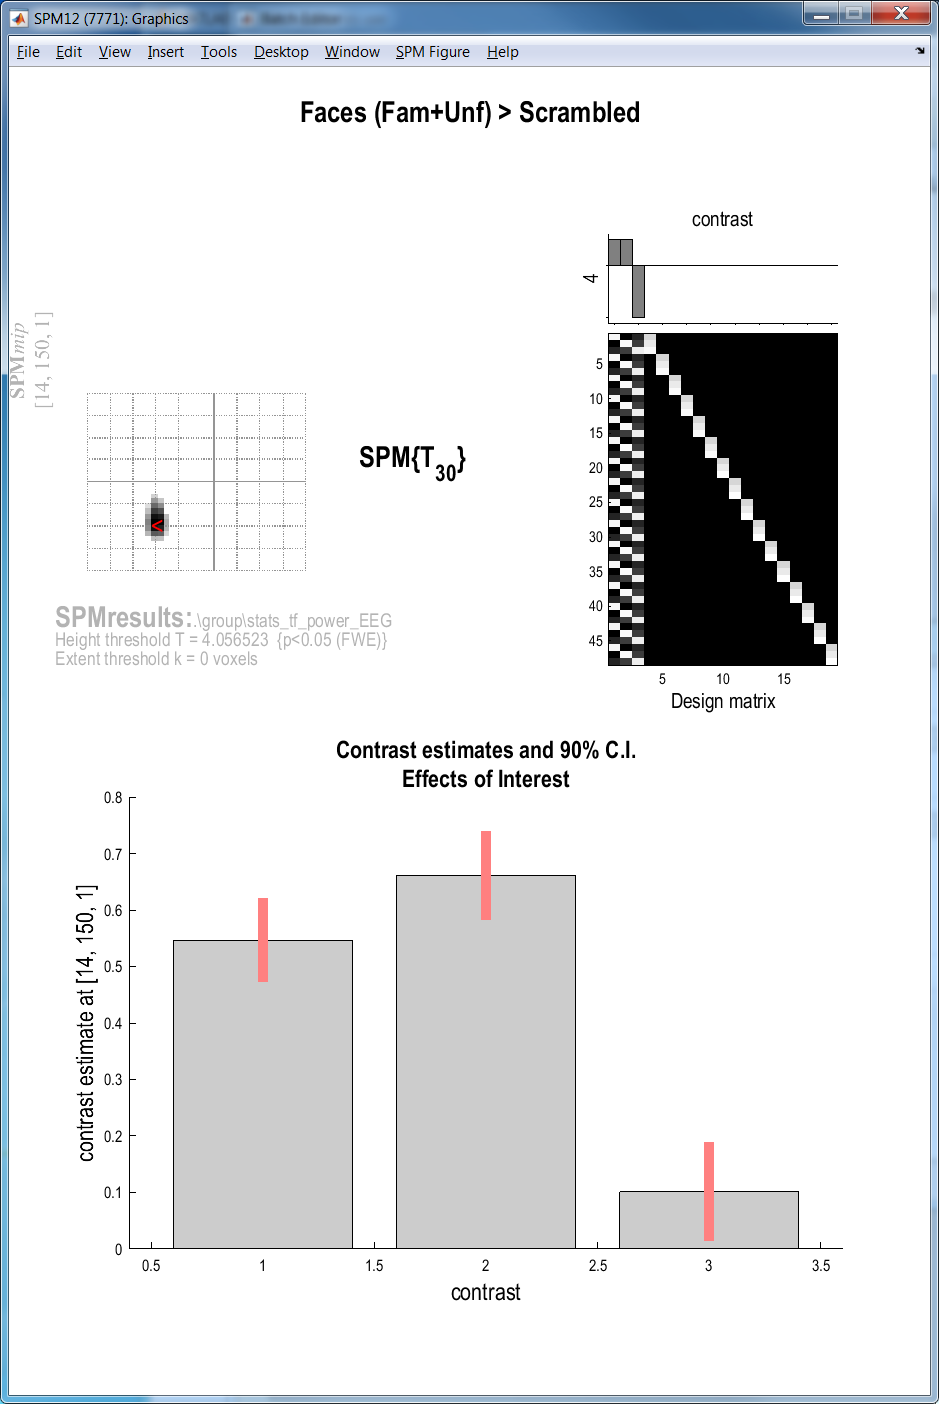 SPM12 (7771): Graphics
File Edit View Insert Tools Desktop Window SPM Figure Help
Faces (Fam+Unf) > Scrambled
contrast
4
SPMmip
[14, 150, 1]
SPM{T30}
5
10
15
20
25
30
35
40
45
5 10 15
Design matrix
SPMresults:.\group\stats_tf_power_EEG
Height threshold T = 4.056523 {p<0.05 (FWE)}
Extent threshold k = 0 voxels
Contrast estimates and 90% C.I.
Effects of Interest
contrast estimate at [14, 150, 1]
0.8
0.7
0.6
0.5
0.4
0.3
0.2
0.1
0
0.5 1 1.5 2 2.5 3 3.5
contrast